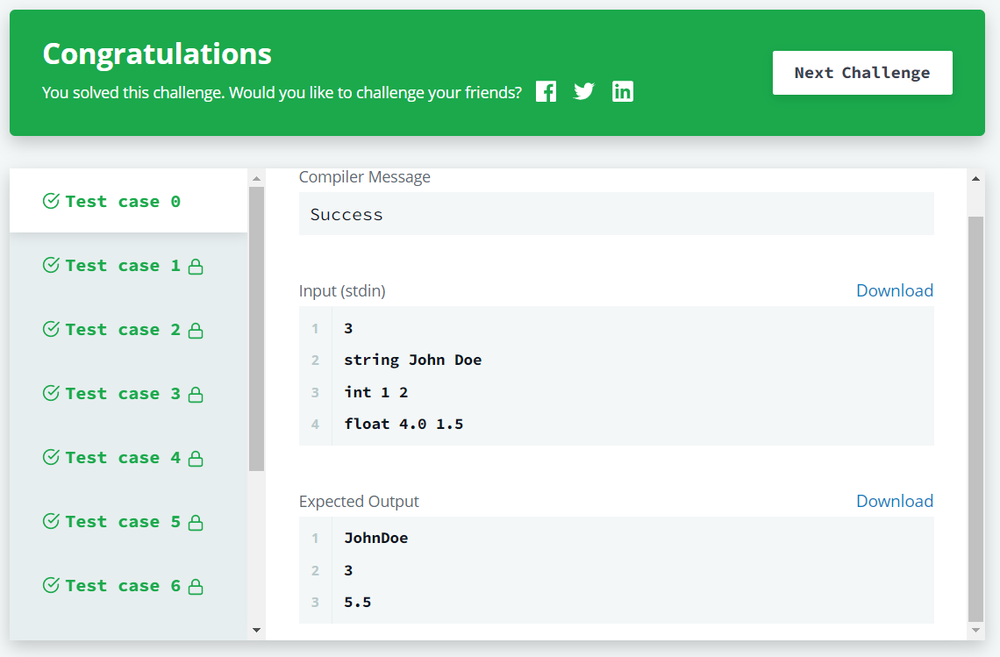 Congratulations
You solved this challenge. Would you like to challenge your friends?
Next Challenge
Test case 0
Test case 1
Test case 2
Test case 3
Test case 4
Test case 5
Test case 6
Compiler Message
Success
Input (stdin)
Download
1 3
2 string John Doe
3 int 1 2
4 float 4.0 1.5
Expected Output
Download
1 JohnDoe
2 3
3 5.5